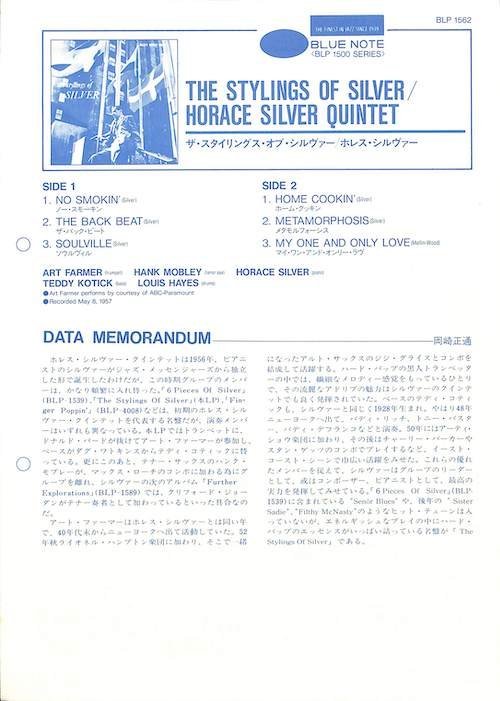 BLP 1562
THE FINEST IN JAZZ SINCE 1939
BLUE NOTE
〈BLP 1500 SERIES〉
Stylings of
SILVER
THE STYLINGS OF SILVER/
HORACE SILVER QUINTET
ザ・スタイリングス・オブ・シルヴァー/ホレス・シルヴァー
SIDE 1
1. NO SMOKIN'(Silver)
ノー・スモーキン
2. THE BACK BEAT(Silver)
ザ・バック・ビート
3. SOULVILLE(Silver)
ソウルヴィル
SIDE 2
1. HOME COOKIN'(Silver)
ホーム・クッキン
2. METAMORPHOSIS(Silver)
メタモルフォーシス
3. MY ONE AND ONLY LOVE(Mellin-Wood)
マイ・ワン・アンド・オンリー・ラヴ
ART FARMER(trumpet) HANK MOBLEY(tenor sax) HORACE SILVER(piano)
TEDDY KOTICK(bass) LOUIS HAYES(drums)
●Art Farmer performs by courtesy of ABC-Paramount
●Recorded May 8, 1957
DATA MEMORANDUM 岡崎正通
ホレス・シルヴァー・クインテットは1956年、ピアニ
ストのシルヴァーがジャズ・メッセンジャーズから独立
した形で誕生したわけだが、この時期グループのメンバ
ーは、かなり頻繁に入れ替った。「6 Pieces Of Silver」
(BLP-1539)、「The Stylings Of Silver」(本LP)、「Fin-
ger Poppin'」(BLP-4008)などは、初期のホレス・シル
ヴァー・クインテットを代表する名盤だが、演奏メンバ
ーはいずれも異なっている。本LPではトランペットに、
ドナルド・バードが抜けてアート・ファーマーが参加し、
ベースがダグ・ワトキンスからテディ・コティックに替
っている。更にこのあと、テナー・サックスのハンク・
モブレーが、マックス・ローチのコンボに加わる為にグ
ループを離れ、シルヴァーの次のアルバム「Further
Explorations」(BLP-1589)では、クリフォード・ジョー
ダンがテナー奏者として加わっているといった具合なの
だ。
アート・ファーマーはホレス・シルヴァーとは同い年
で、40年代末からニューヨークへ出て活動していた。52
年秋ライオネル・ハンプトン楽団に加わり、そこで一緒
になったアルト・サックスのジジ・グライスとコンボを
結成して活躍する。ハード・バップの黒人トランペッタ
ーの中では、繊細なメロディー感覚をもっているひとり
で、その流麗なアドリブの魅力はシルヴァーのクインテ
ットでも良く発揮されていた。ベースのテディ・コティ
ックも、シルヴァーと同じく1928年生まれ。やはり48年
ニューヨークへ出て、バディ・リッチ、トニー・パスタ
ー、バディ・デフランコなどと演奏。50年にはアーティ・
ショウ楽団に加わり、その後はチャーリー・パーカーや
スタン・ゲッツのコンボでプレイするなど、イースト・
コースト・シーンで巾広い活躍をみせた。これらの優れ
たメンバーを従えて、シルヴァーはグループのリーダー
として、或はコンポーザー、ピアニストとして、最高の
実力を発揮してみせている。「6 Pieces Of Silver」(BLP-
1539)に含まれている "Senõr Blues" や、後年の "Sister
Sadie", "Filthy McNasty"のようなヒット・テューンは入
っていないが、エネルギッシュなプレイの中にハード・
バップのエッセンスがいっぱい詰っている名盤が「The
Stylings Of Silver」である。